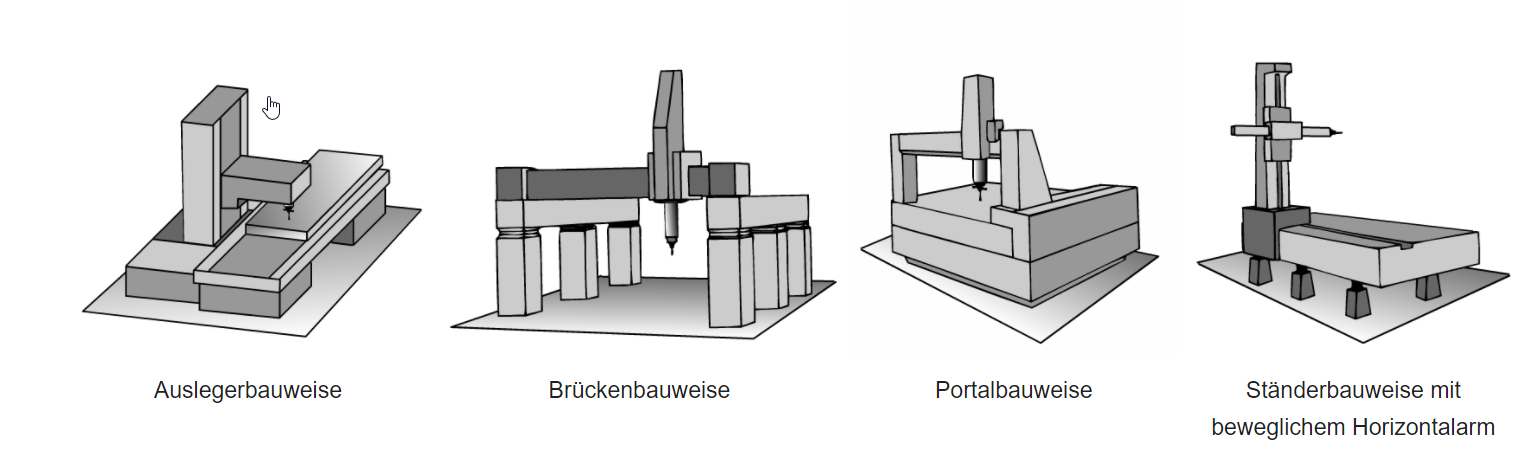 Auslegerbauweise
Brückenbauweise
Portalbauweise
Ständerbauweise mit
beweglichem Horizontalarm